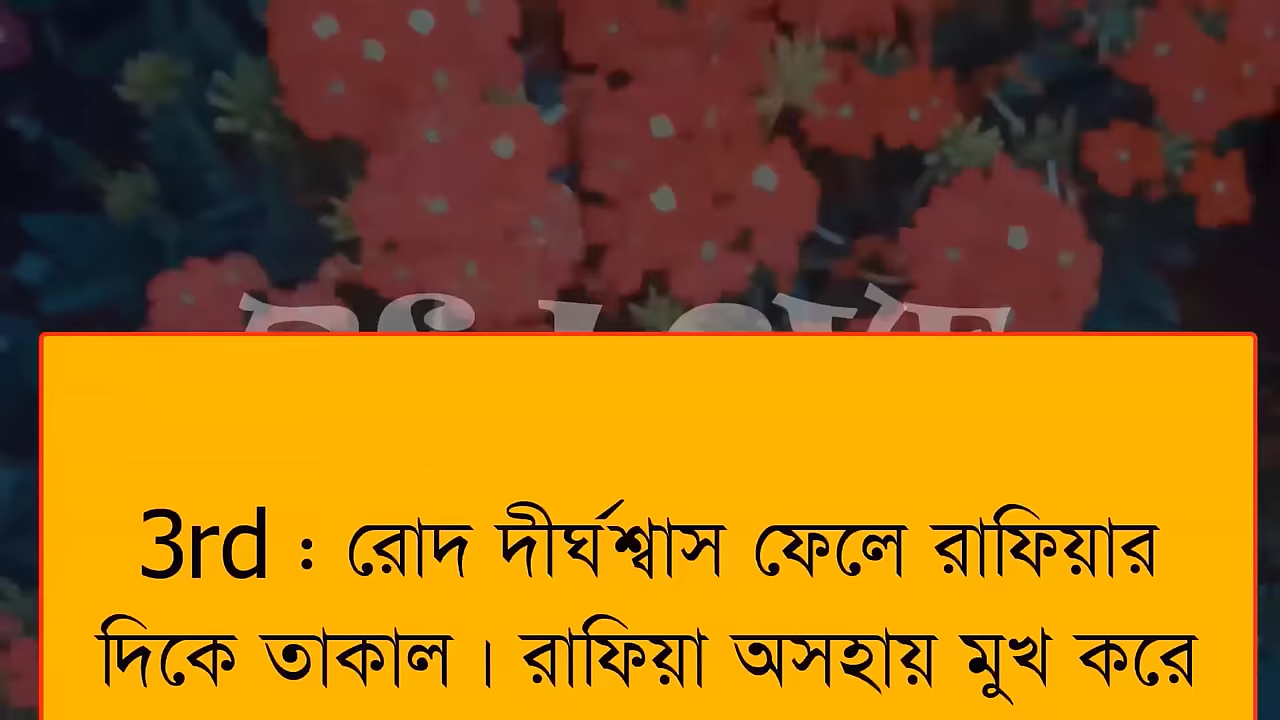 3rd : রোদ দীর্ঘশ্বাস ফেলে রাফিয়ার
দিকে তাকাল । রাফিয়া অসহায় মুখ করে